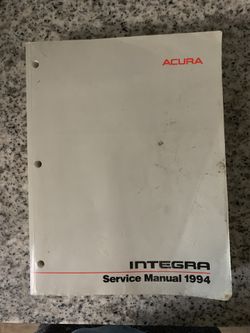 ACURA
INTEGRA
Service Manual 1994